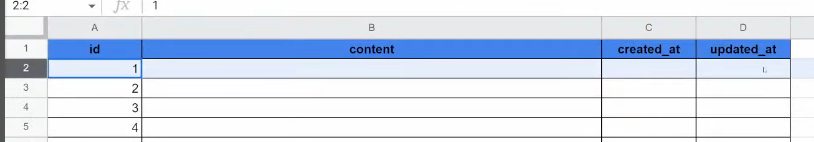 2:2 fx 1
A B C D
1 id content created_at updated_at
2 1
3 2
4 3
5 4